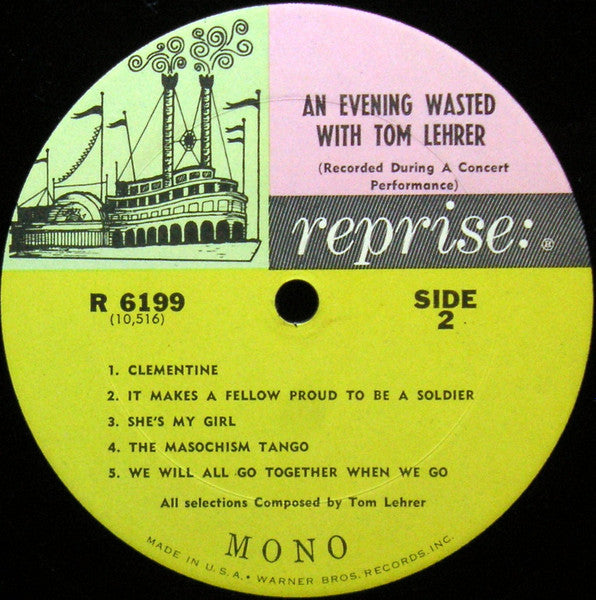 AN EVENING WASTED
WITH TOM LEHRER
(Recorded During A Concert
Performance)
reprise:®
R 6199
(10,516)
SIDE
2
1. CLEMENTINE
2. IT MAKES A FELLOW PROUD TO BE A SOLDIER
3. SHE'S MY GIRL
4. THE MASOCHISM TANGO
5. WE WILL ALL GO TOGETHER WHEN WE GO
All selections Composed by Tom Lehrer
MONO
MADE IN U.S.A. • WARNER BROS. RECORDS, INC.